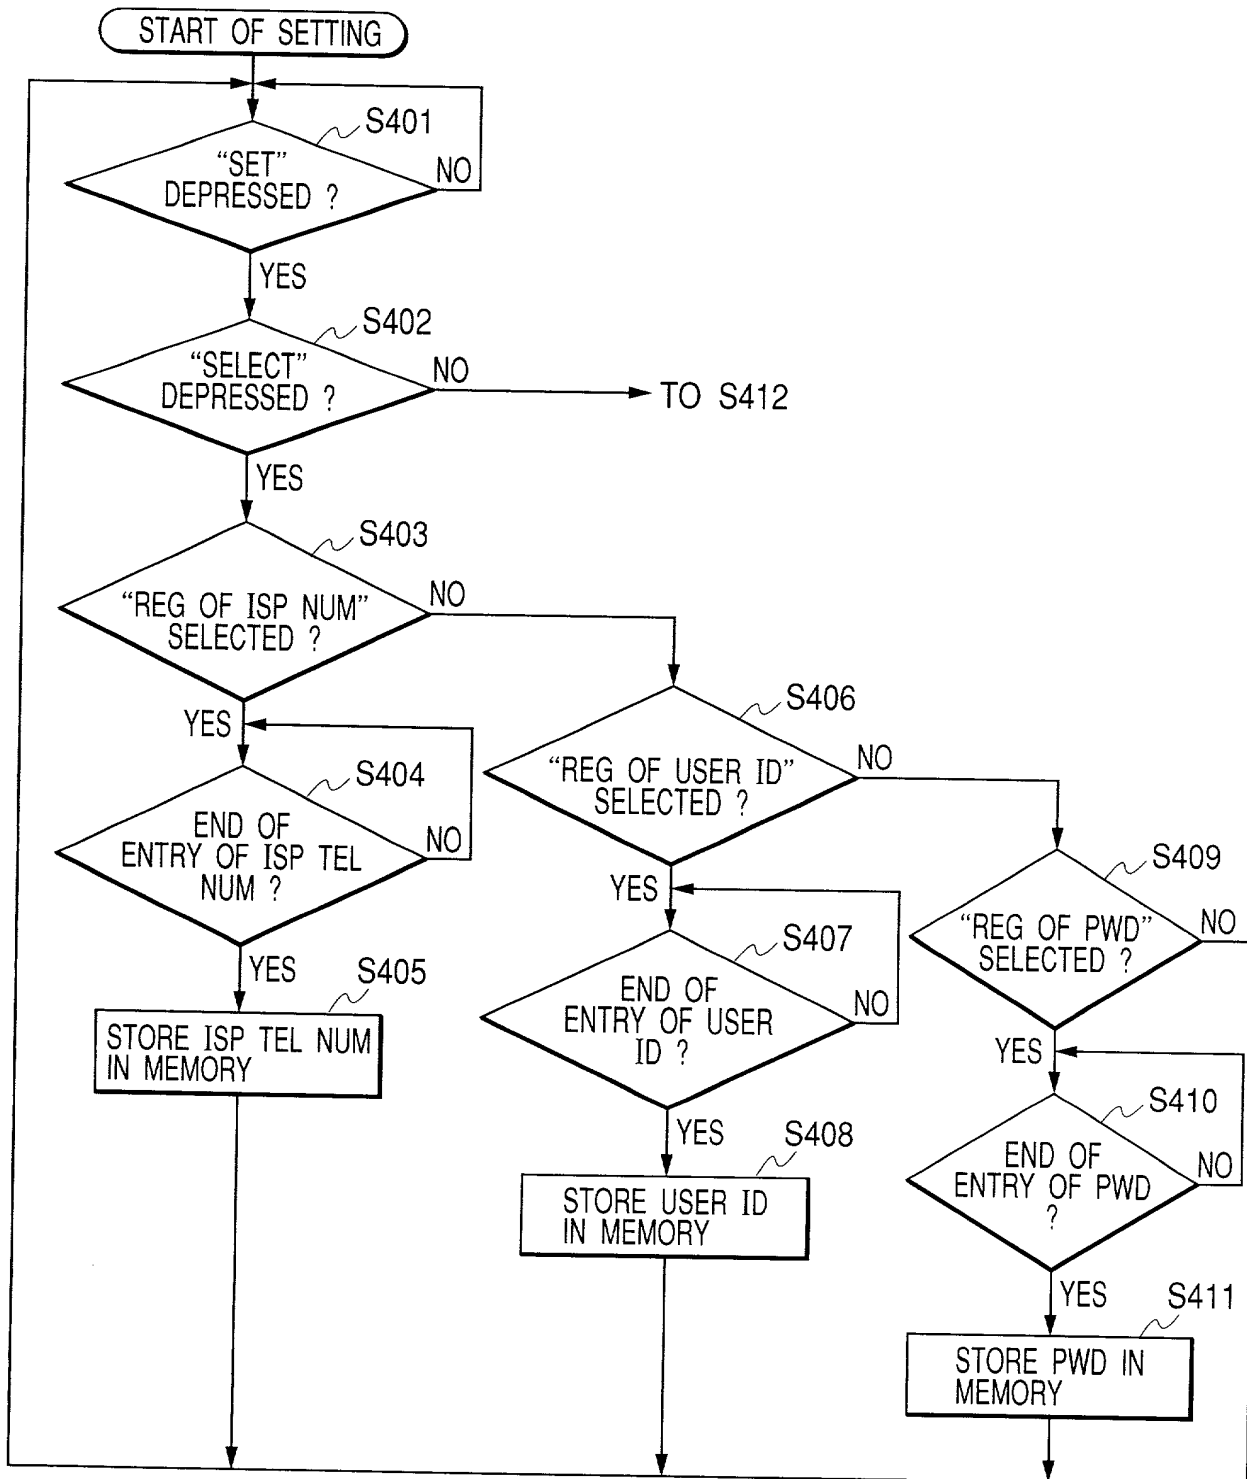 START OF SETTING
S401
"SET"
DEPRESSED ?
NO
YES
S402
"SELECT"
DEPRESSED ?
NO
TO S412
YES
S403
"REG OF ISP NUM"
SELECTED ?
NO
YES
S404
END OF
ENTRY OF ISP TEL
NUM ?
NO
YES
S405
STORE ISP TEL NUM
IN MEMORY
S406
"REG OF USER ID"
SELECTED ?
NO
YES
S407
END OF
ENTRY OF USER
ID ?
NO
YES
S408
STORE USER ID
IN MEMORY
S409
"REG OF PWD"
SELECTED ?
NO
YES
S410
END OF
ENTRY OF PWD
?
NO
YES
S411
STORE PWD IN
MEMORY